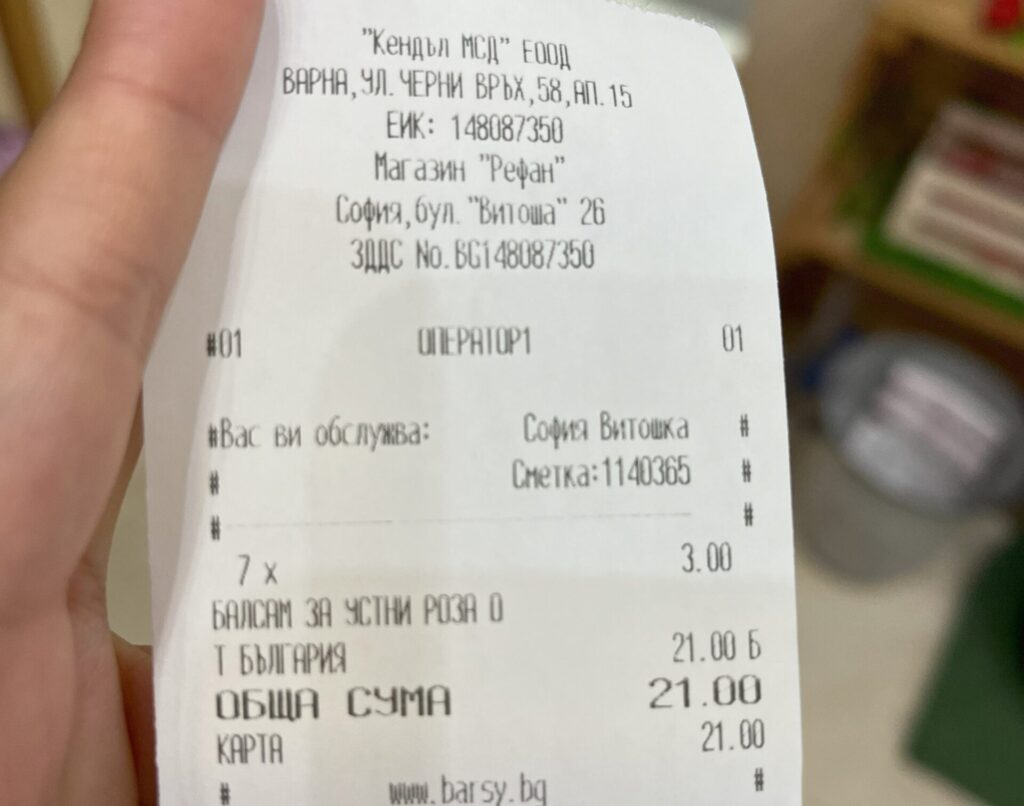 "Кендъл МСД" ЕООД
ВАРНА,УЛ.ЧЕРНИ ВРЪХ,58,АП.15
ЕИК: 148087350
Магазин "Рефан"
София,бул."Витоша" 26
ЗДДС No.BG148087350
#01 ОПЕРАТОР1 01
#Вас ви обслужва: София Витошка #
# Сметка:1140365 #
# #
7 x 3.00
БАЛСАМ ЗА УСТНИ РОЗА О
Т БЪЛГАРИЯ 21.00 Б
ОБЩА СУМА 21.00
КАРТА 21.00
# www.barsy.bg #